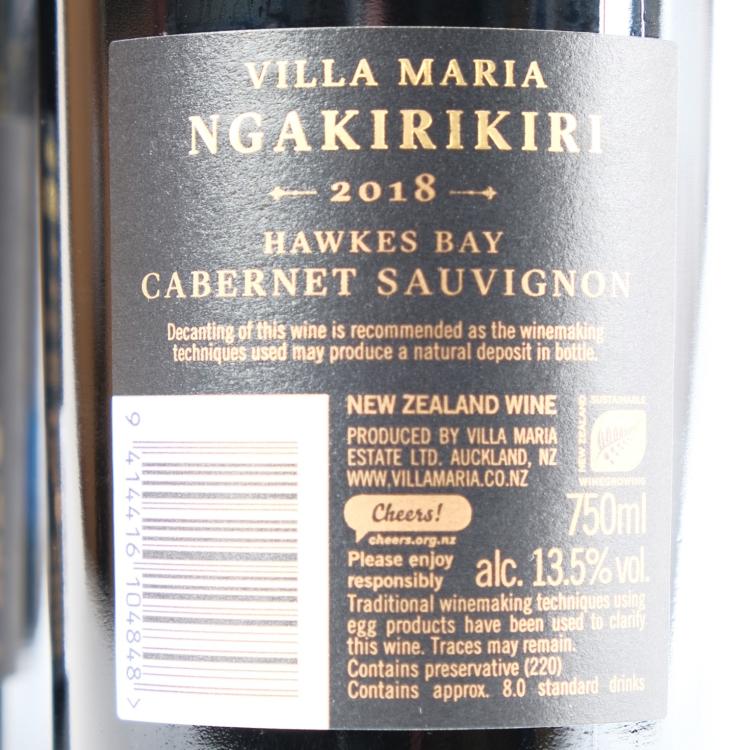 VILLA MARIA
NGAKIRIKIRI
2018
HAWKES BAY
CABERNET SAUVIGNON
Decanting of this wine is recommended as the winemaking
techniques used may produce a natural deposit in bottle.
NEW ZEALAND WINE
PRODUCED BY VILLA MARIA
ESTATE LTD. AUCKLAND, NZ
WWW.VILLAMARIA.CO.NZ
SUSTAINABLE
NEW ZEALAND
WINEGROWING
Cheers!
cheers.org.nz
750ml
Please enjoy
responsibly
alc. 13.5% vol.
Traditional winemaking techniques using
egg products have been used to clarify
this wine. Traces may remain.
Contains preservative (220)
Contains approx. 8.0 standard drinks
9 414416 104848 >